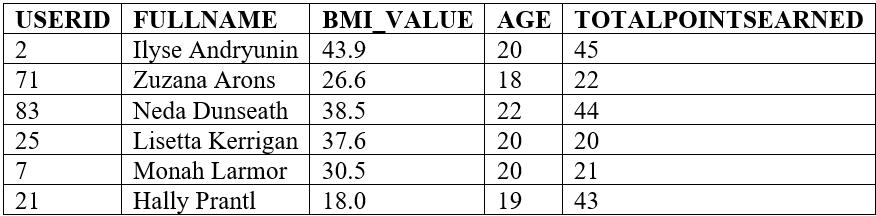 USERID FULLNAME BMI_VALUE AGE TOTALPOINTSEARNED
2 Ilyse Andryunin 43.9 20 45
71 Zuzana Arons 26.6 18 22
83 Neda Dunseath 38.5 22 44
25 Lisetta Kerrigan 37.6 20 20
7 Monah Larmor 30.5 20 21
21 Hally Prantl 18.0 19 43